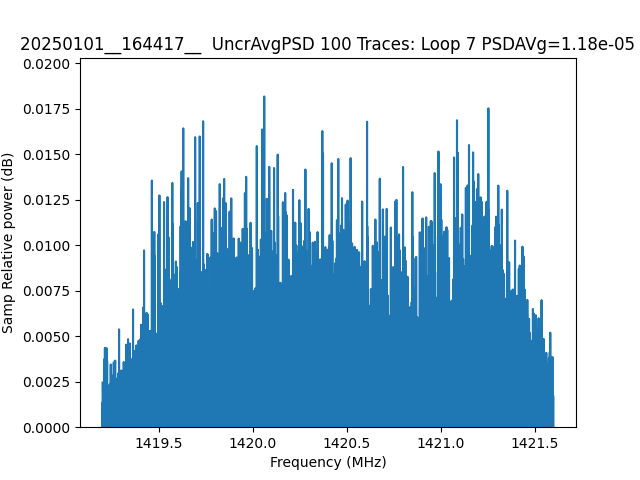 20250101__164417__  UncrAvgPSD 100 Traces: Loop 7 PSDAVg=1.18e-05
0.0200
0.0175
0.0150
0.0125
0.0100
0.0075
0.0050
0.0025
0.0000
Samp Relative power (dB)
1419.5 1420.0 1420.5 1421.0 1421.5
Frequency (MHz)